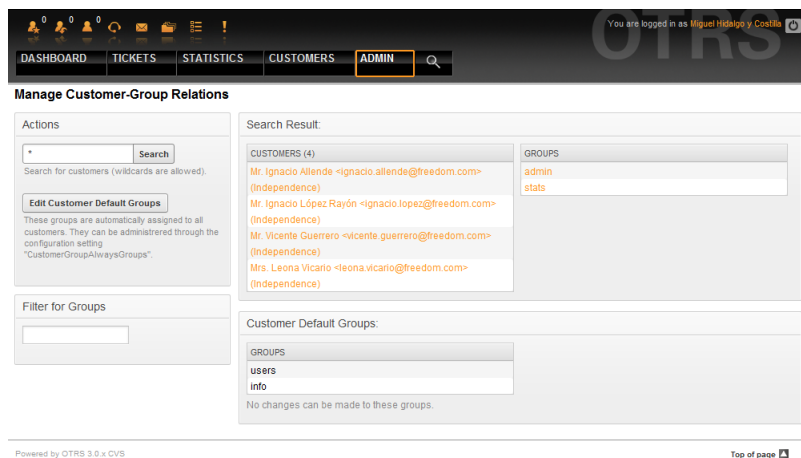 0 0 0
You are logged in as Miguel Hidalgo y Costilla
OTRS
DASHBOARD TICKETS STATISTICS CUSTOMERS ADMIN
Manage Customer-Group Relations
Actions
* Search
Search for customers (wildcards are allowed).
Edit Customer Default Groups
These groups are automatically assigned to all
customers. They can be administrered through the
configuration setting
"CustomerGroupAlwaysGroups".
Filter for Groups
Search Result:
CUSTOMERS (4)
Mr. Ignacio Allende <ignacio.allende@freedom.com>
(Independence)
Mr. Ignacio López Rayón <ignacio.lopez@freedom.com>
(Independence)
Mr. Vicente Guerrero <vicente.guerrero@freedom.com>
(Independence)
Mrs. Leona Vicario <leona.vicario@freedom.com>
(Independence)
GROUPS
admin
stats
Customer Default Groups:
GROUPS
users
info
No changes can be made to these groups.
Powered by OTRS 3.0.x CVS
Top of page